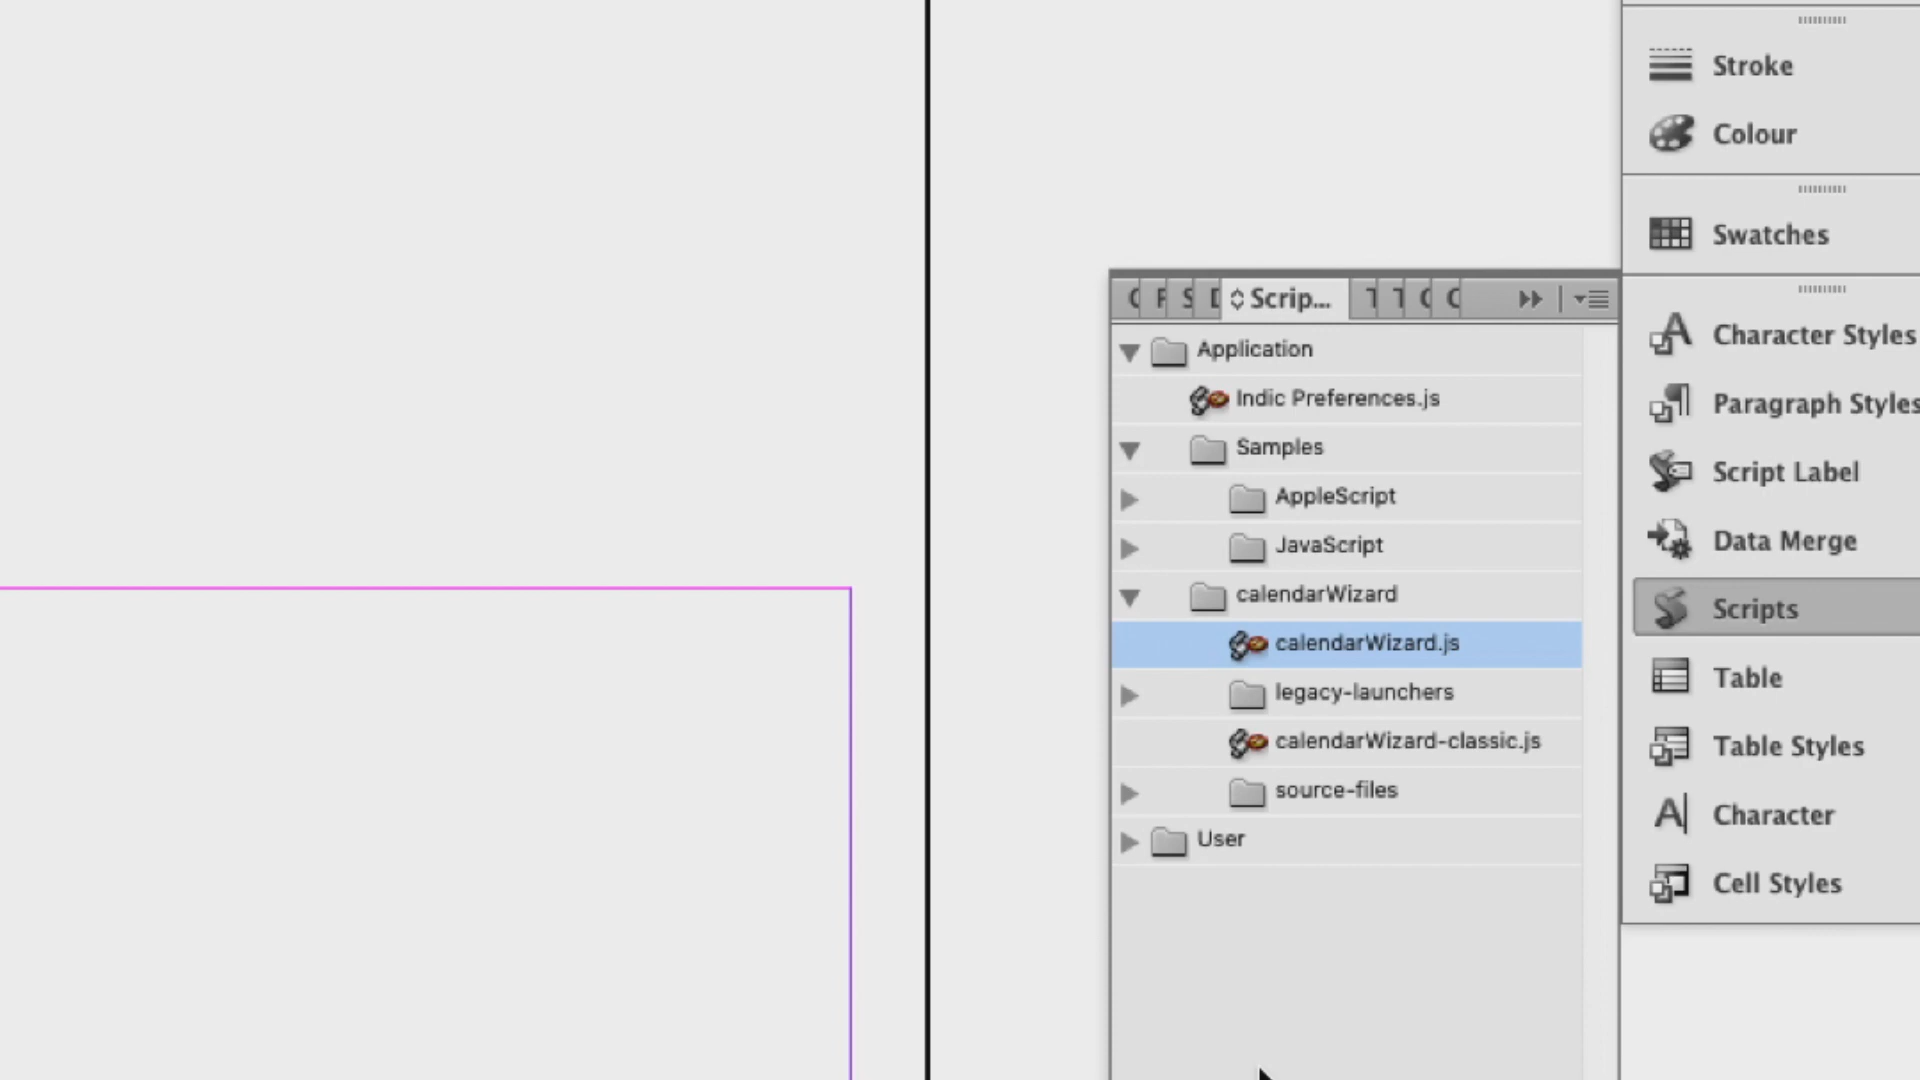 Stroke
Colour
Swatches
Scrip...
Application
Indic Preferences.js
Samples
AppleScript
JavaScript
calendarWizard
calendarWizard.js
legacy-launchers
calendarWizard-classic.js
source-files
User
Character Styles
Paragraph Styles
Script Label
Data Merge
Scripts
Table
Table Styles
Character
Cell Styles